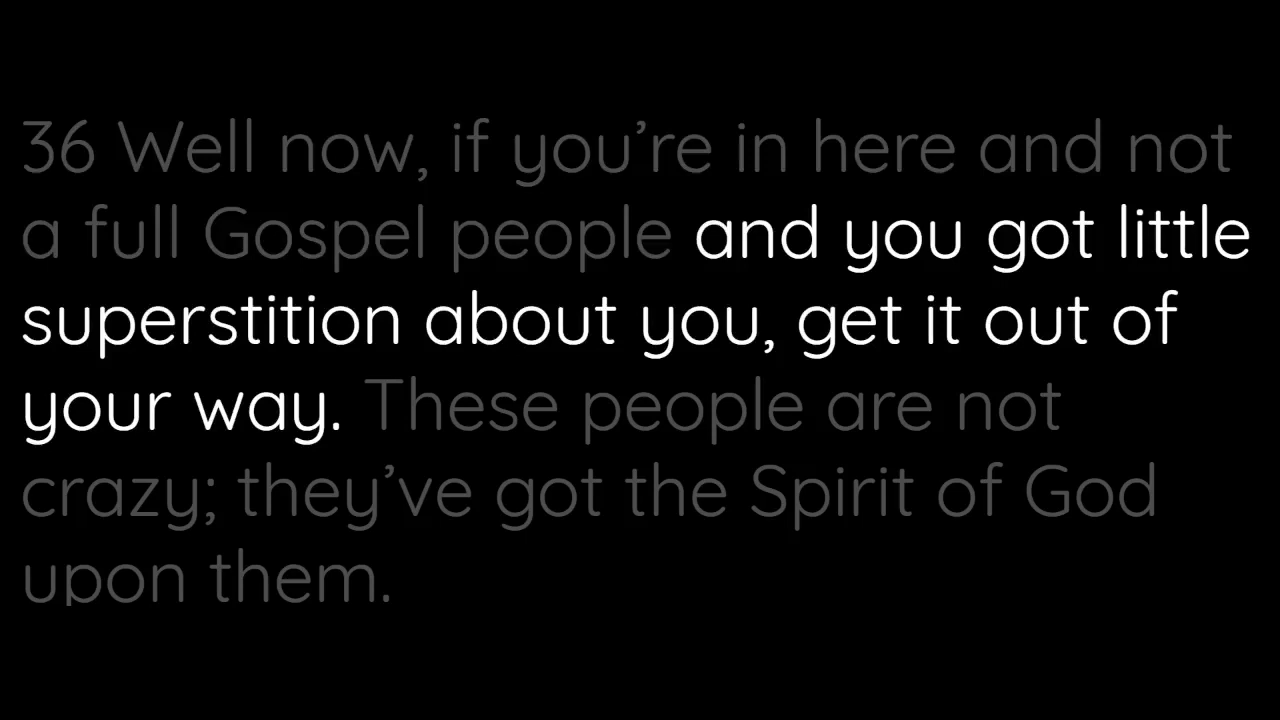 36 Well now, if you’re in here and not
a full Gospel people and you got little
superstition about you, get it out of
your way. These people are not
crazy; they’ve got the Spirit of God
upon them.